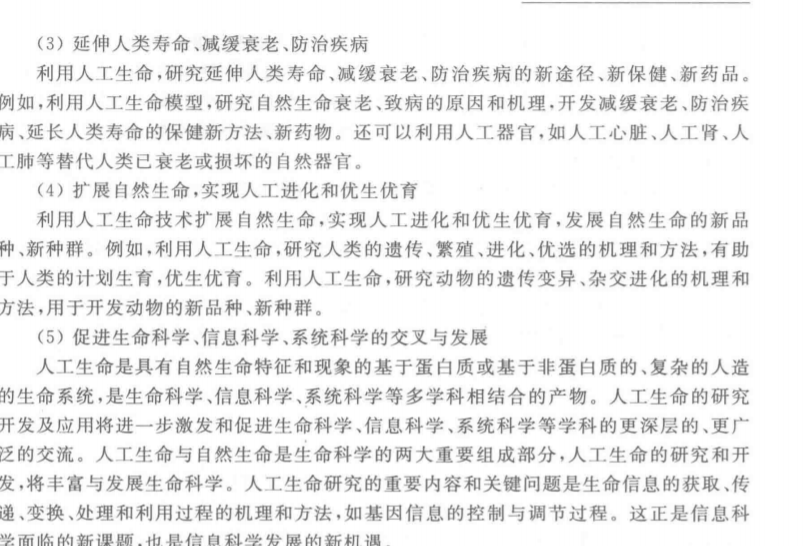 (3) 延伸人类寿命、减缓衰老、防治疾病
利用人工生命,研究延伸人类寿命、减缓衰老、防治疾病的新途径、新保健、新药品。
例如,利用人工生命模型,研究自然生命衰老、致病的原因和机理,开发减缓衰老、防治疾
病、延长人类寿命的保健新方法、新药物。还可以利用人工器官,如人工心脏、人工肾、人
工肺等替代人类已衰老或损坏的自然器官。
(4) 扩展自然生命,实现人工进化和优生优育
利用人工生命技术扩展自然生命,实现人工进化和优生优育,发展自然生命的新品
种、新种群。例如,利用人工生命,研究人类的遗传、繁殖、进化、优选的机理和方法,有助
于人类的计划生育,优生优育。利用人工生命,研究动物的遗传变异、杂交进化的机理和
方法,用于开发动物的新品种、新种群。
(5) 促进生命科学、信息科学、系统科学的交叉与发展
人工生命是具有自然生命特征和现象的基于蛋白质或基于非蛋白质的、复杂的人造
的生命系统,是生命科学、信息科学、系统科学等多学科相结合的产物。人工生命的研究
开发及应用将进一步激发和促进生命科学、信息科学、系统科学等学科的更深层的、更广
泛的交流。人工生命与自然生命是生命科学的两大重要组成部分,人工生命的研究和开
发,将丰富与发展生命科学。人工生命研究的重要内容和关键问题是生命信息的获取、传
递、变换、处理和利用过程的机理和方法,如基因信息的控制与调节过程。这正是信息科
学面临的新课题,也是信息科学发展的新机遇。